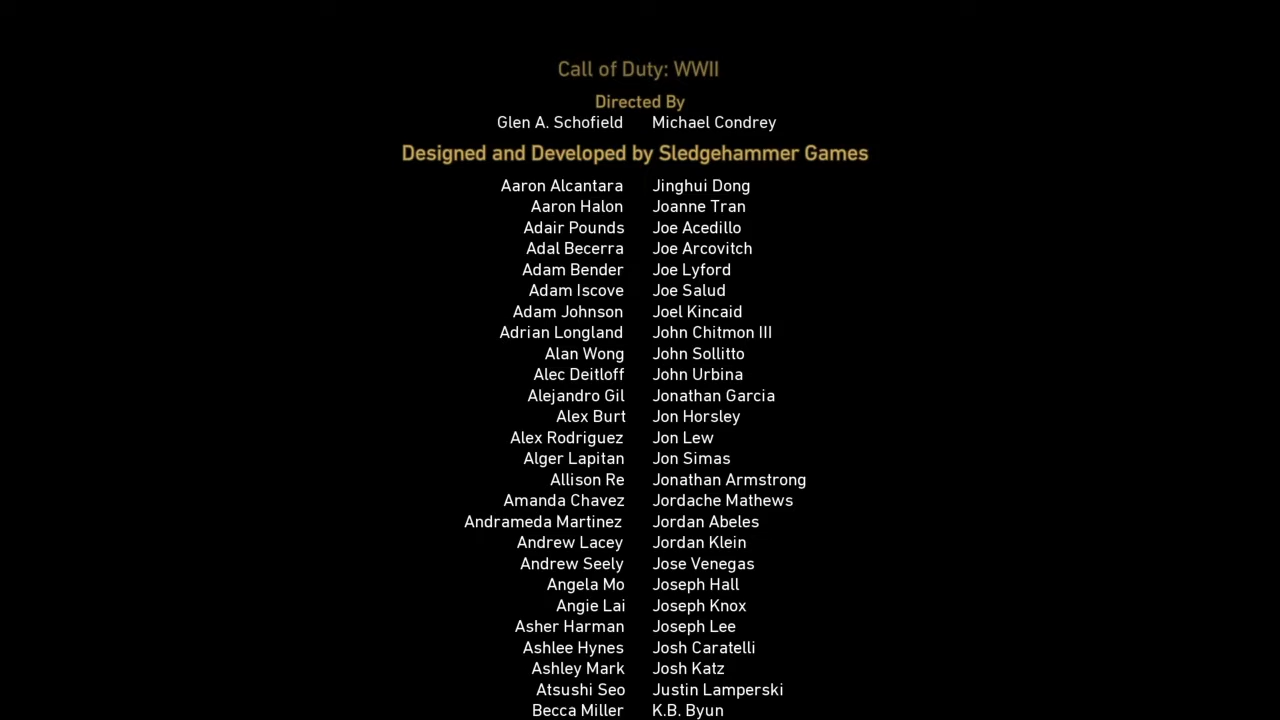 Call of Duty: WWII
Directed By
Glen A. Schofield Michael Condrey
Designed and Developed by Sledgehammer Games
Aaron Alcantara Jinghui Dong
Aaron Halon Joanne Tran
Adair Pounds Joe Acedillo
Adal Becerra Joe Arcovitch
Adam Bender Joe Lyford
Adam Iscove Joe Salud
Adam Johnson Joel Kincaid
Adrian Longland John Chitmon III
Alan Wong John Sollitto
Alec Deitloff John Urbina
Alejandro Gil Jonathan Garcia
Alex Burt Jon Horsley
Alex Rodriguez Jon Lew
Alger Lapitan Jon Simas
Allison Re Jonathan Armstrong
Amanda Chavez Jordache Mathews
Andrameda Martinez Jordan Abeles
Andrew Lacey Jordan Klein
Andrew Seely Jose Venegas
Angela Mo Joseph Hall
Angie Lai Joseph Knox
Asher Harman Joseph Lee
Ashlee Hynes Josh Caratelli
Ashley Mark Josh Katz
Atsushi Seo Justin Lamperski
Becca Miller K.B. Byun